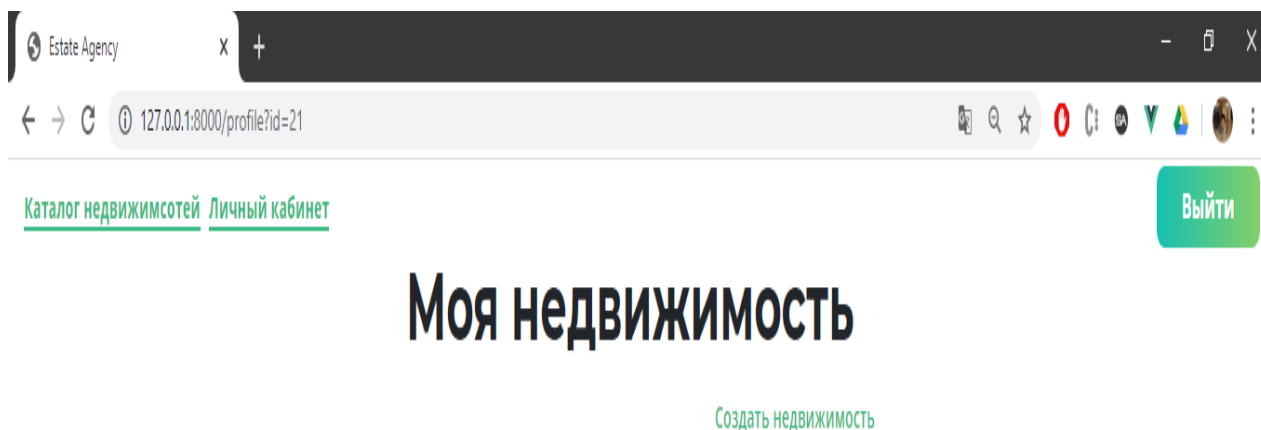 Estate Agency
127.0.0.1:8000/profile?id=21
Каталог недвижимсотей Личный кабинет
Выйти
Моя недвижимость
Создать недвижимость